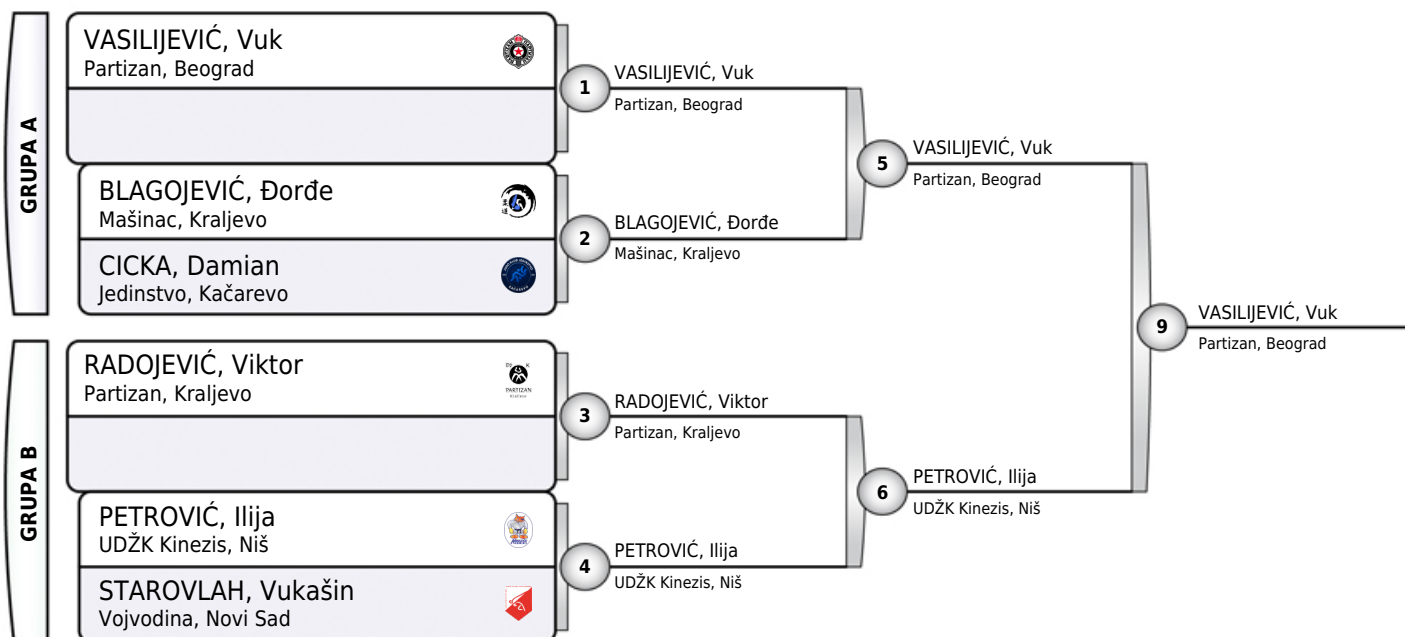 GRUPA A
VASILIJEVIĆ, Vuk
Partizan, Beograd
BLAGOJEVIĆ, Đorđe
Mašinac, Kraljevo
CICKA, Damian
Jedinstvo, Kačarevo
1
VASILIJEVIĆ, Vuk
Partizan, Beograd
2
BLAGOJEVIĆ, Đorđe
Mašinac, Kraljevo
5
VASILIJEVIĆ, Vuk
Partizan, Beograd
GRUPA B
RADOJEVIĆ, Viktor
Partizan, Kraljevo
PARTIZAN
PETROVIĆ, Ilija
UDŽK Kinezis, Niš
STAROVLAH, Vukašin
Vojvodina, Novi Sad
3
RADOJEVIĆ, Viktor
Partizan, Kraljevo
4
PETROVIĆ, Ilija
UDŽK Kinezis, Niš
6
PETROVIĆ, Ilija
UDŽK Kinezis, Niš
9
VASILIJEVIĆ, Vuk
Partizan, Beograd